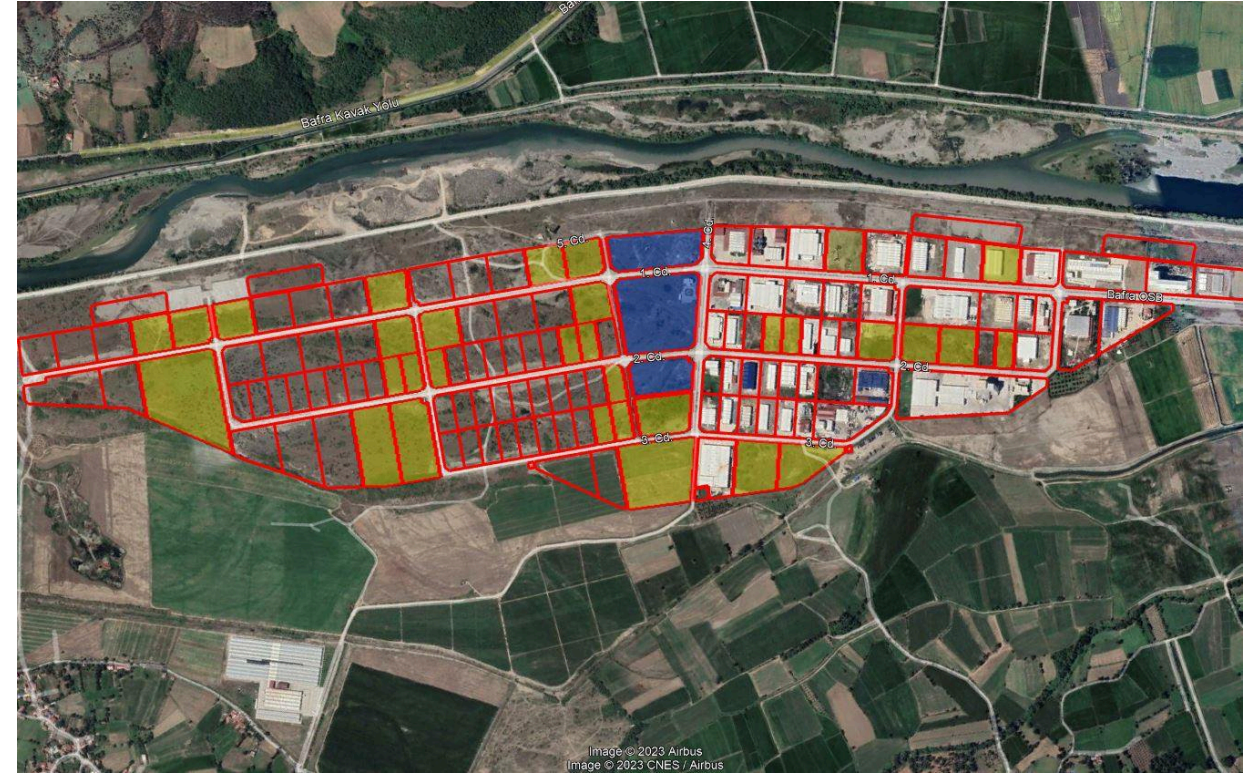 Bafra Kavak Yolu
5. Cd.
4. Cd.
1. Cd.
1. Cd.
Bafra OSB
2. Cd.
2. Cd.
3. Cd.
3. Cd.
Image © 2023 Airbus
Image © 2023 CNES / Airbus